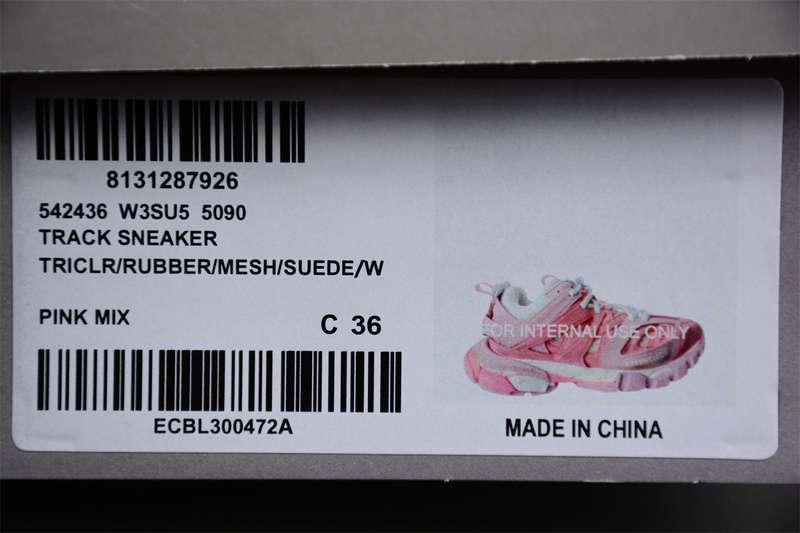 8131287926
542436 W3SU5 5090
TRACK SNEAKER
TRICLR/RUBBER/MESH/SUEDE/W
PINK MIX
C 36
ECBL300472A
FOR INTERNAL USE ONLY
MADE IN CHINA